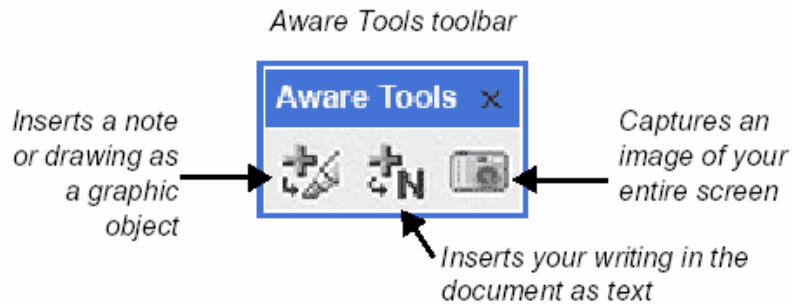 Aware Tools toolbar
Aware Tools x
Inserts a note
or drawing as
a graphic
object
N
Captures an
image of your
entire screen
Inserts your writing in the
document as text